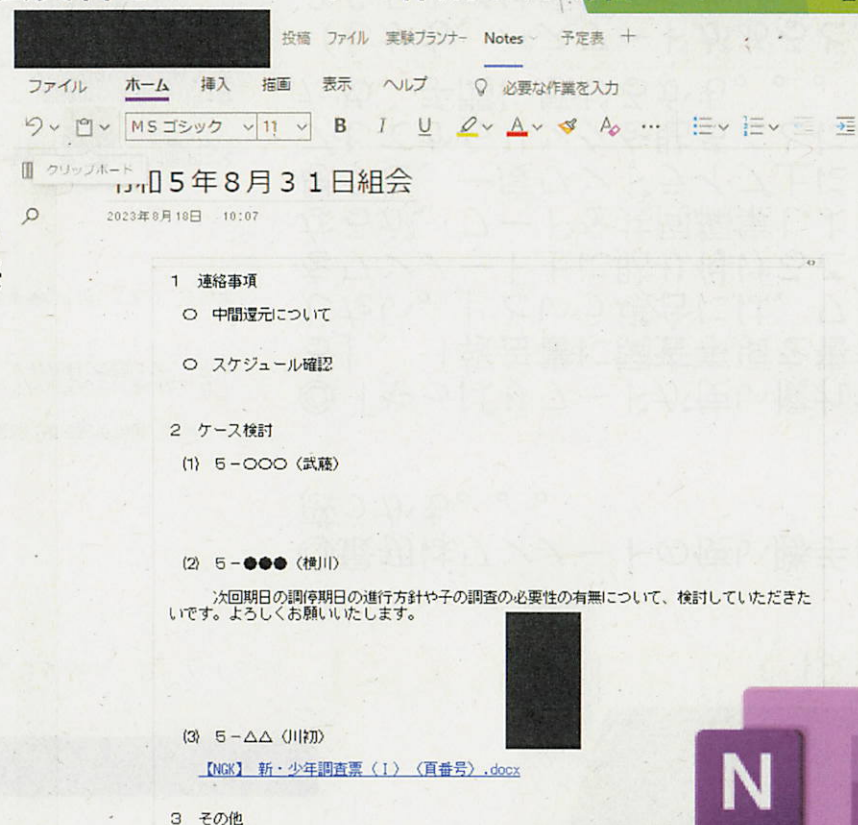 投稿 ファイル 実験プランナー Notes 予定表 +
ファイル ホーム 挿入 描画 表示 ヘルプ 必要な作業を入力
MS ゴシック 11 B I U A A ...
クリップボード
和5年8月31日組会
2023年8月18日 10:07
1 連絡事項
○ 中間還元について
○ スケジュール確認
2 ケース検討
(1) 5-○○○（武藤）
(2) 5-●●●（横川）
次回期日の調停期日の進行方針や子の調査の必要性の有無について、検討していただきた
いです。よろしくお願いいたします。
(3) 5-△△（川初）
【NGK】 新・少年調査票（Ⅰ）（頁番号）.docx
3 その他
N